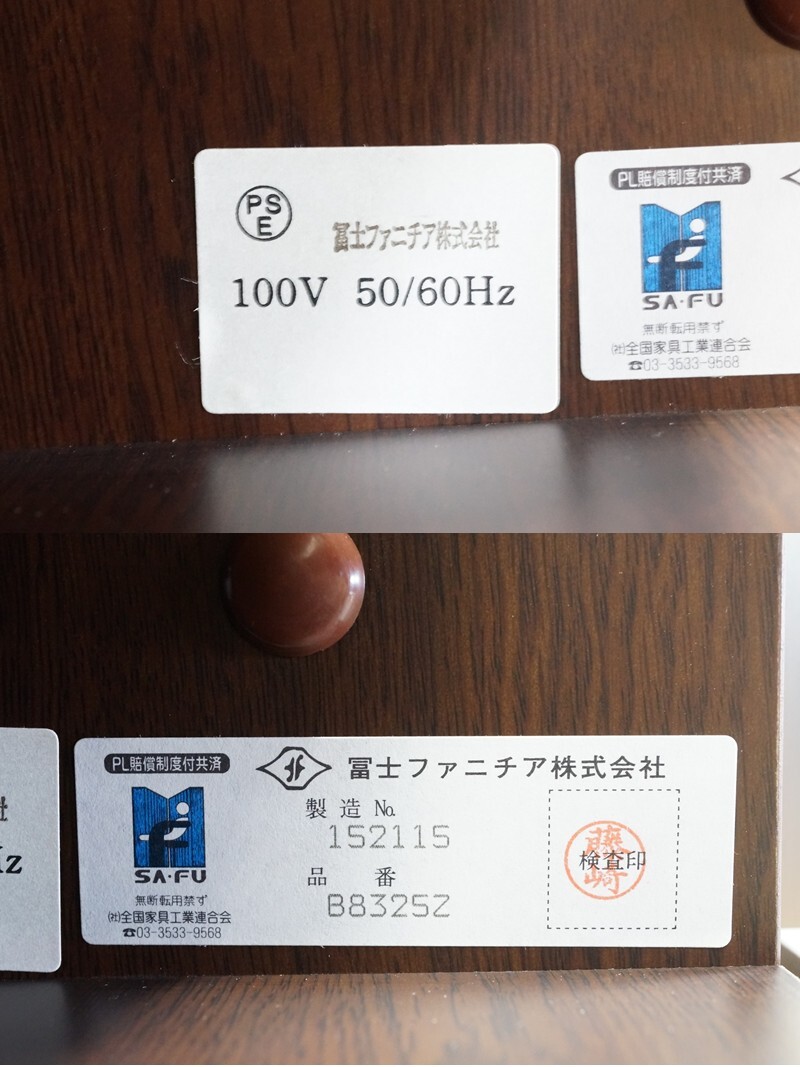 PS
E
冨士ファニチア株式会社
100V 50/60Hz
PL賠償制度付共済
SA・FU
無断転用禁ず
㈳全国家具工業連合会
☎03-3533-9568
Hz
PL賠償制度付共済
SA・FU
無断転用禁ず
㈳全国家具工業連合会
☎03-3533-9568
冨士ファニチア株式会社
製造 No.
152115
品番
B8325Z
藤崎
検査印